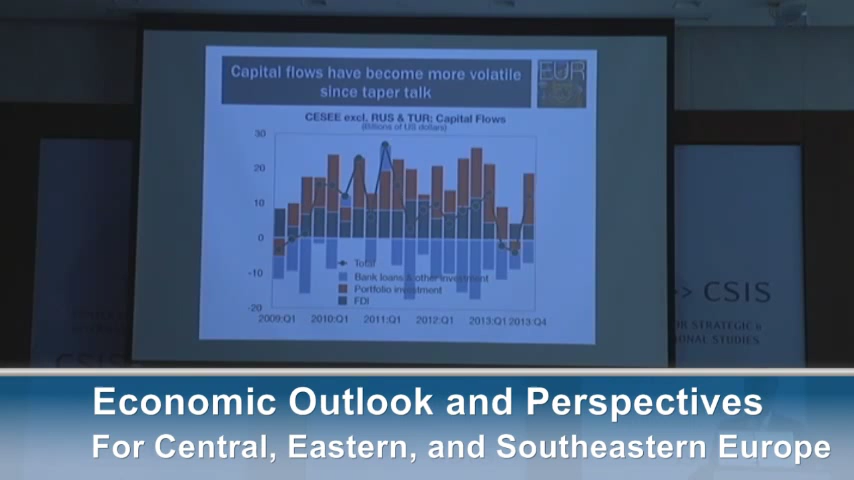 Capital flows have become more volatile
since taper talk
EUR
CESEE excl. RUS & TUR: Capital Flows
(Billions of US dollars)
30
20
10
0
-10
-20
Total
Bank loans & other investment
Portfolio investment
FDI
2009:Q1 2010:Q1 2011:Q1 2012:Q1 2013:Q1 2013:Q4
CSIS
STRATEGIC &
STUDIES
CSIS
Economic Outlook and Perspectives
For Central, Eastern, and Southeastern Europe